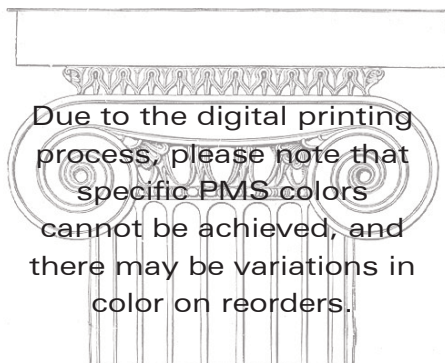 Due to the digital printing
process, please note that
specific PMS colors
cannot be achieved, and
there may be variations in
color on reorders.